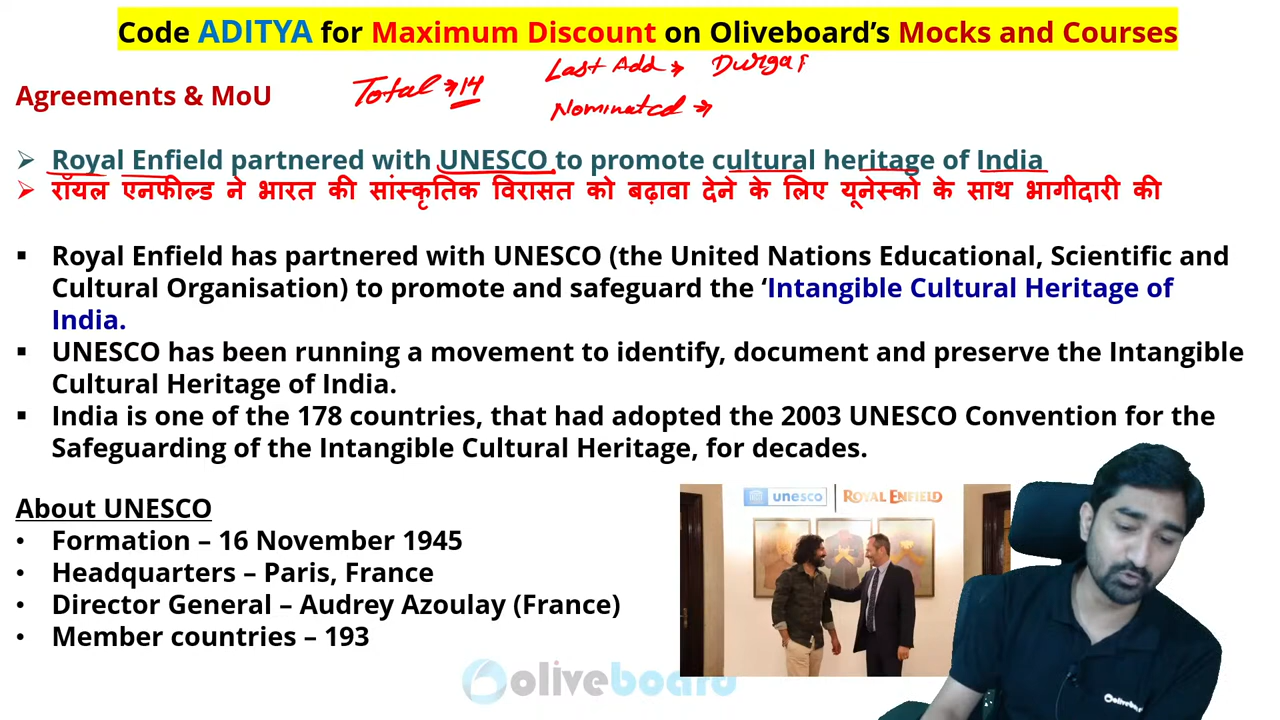 Code ADITYA for Maximum Discount on Oliveboard’s Mocks and Courses
Last Add → Durga P
Agreements & MoU
Total → 14
Nominated →
➢ Royal Enfield partnered with UNESCO to promote cultural heritage of India
➢ रॉयल एनफील्ड ने भारत की सांस्कृतिक विरासत को बढ़ावा देने के लिए यूनेस्को के साथ भागीदारी की
▪ Royal Enfield has partnered with UNESCO (the United Nations Educational, Scientific and
Cultural Organisation) to promote and safeguard the ‘Intangible Cultural Heritage of
India.
▪ UNESCO has been running a movement to identify, document and preserve the Intangible
Cultural Heritage of India.
▪ India is one of the 178 countries, that had adopted the 2003 UNESCO Convention for the
Safeguarding of the Intangible Cultural Heritage, for decades.
About UNESCO
• Formation – 16 November 1945
• Headquarters – Paris, France
• Director General – Audrey Azoulay (France)
• Member countries – 193
unesco ROYAL ENFIELD
oliveboard
oliveboard